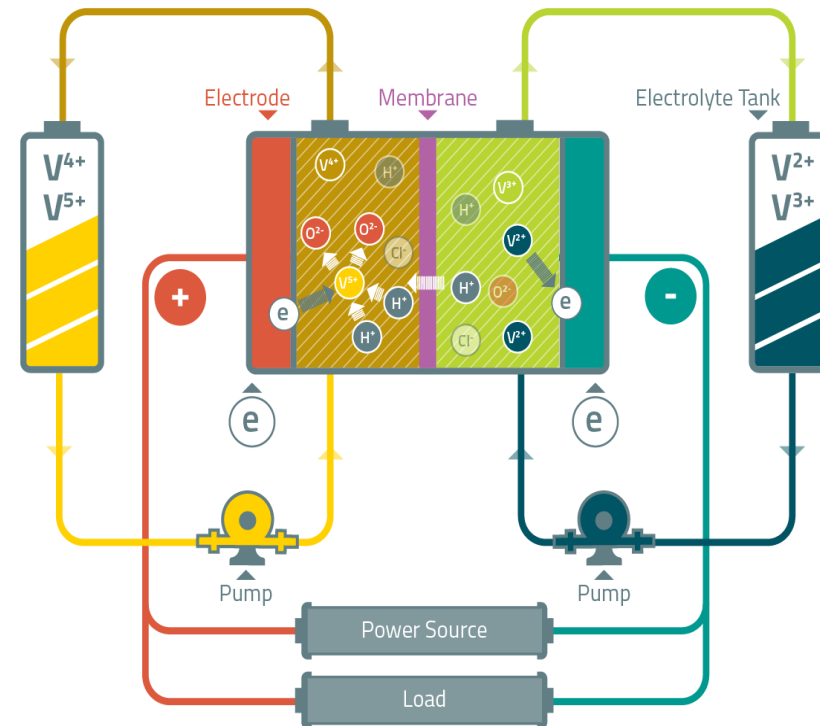 Electrode
Membrane
Electrolyte Tank
V⁴⁺
V⁵⁺
V²⁺
V³⁺
V⁴⁺
H⁺
V³⁺
H⁺
O²⁻
O²⁻
V²⁺
Cl⁻
V⁵⁺
H⁺
H⁺
O²⁻
+
-
e
e
H⁺
Cl⁻
V²⁺
e
e
Pump
Pump
Power Source
Load